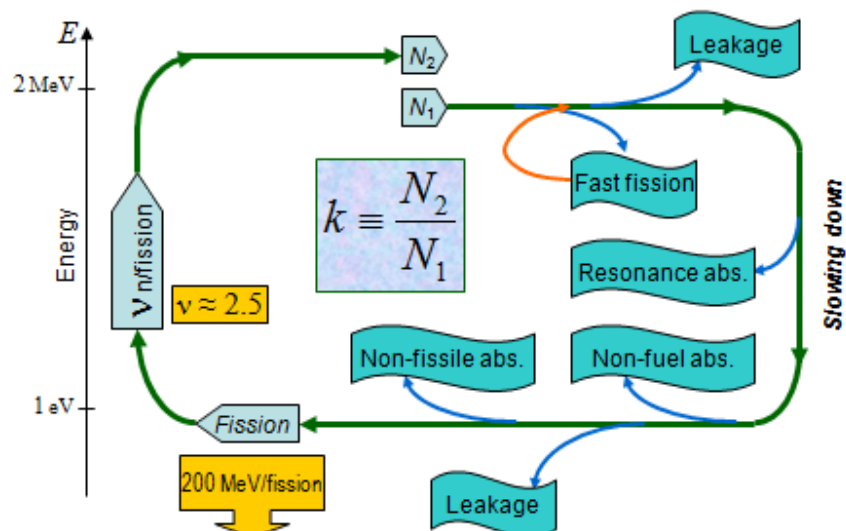 E
2 MeV
N₂
N₁
Leakage
Fast fission
k ≡ N₂/N₁
Energy
ν n/fission
ν ≈ 2.5
Resonance abs.
Slowing down
Non-fissile abs.
Non-fuel abs.
1 eV
Fission
200 MeV/fission
Leakage